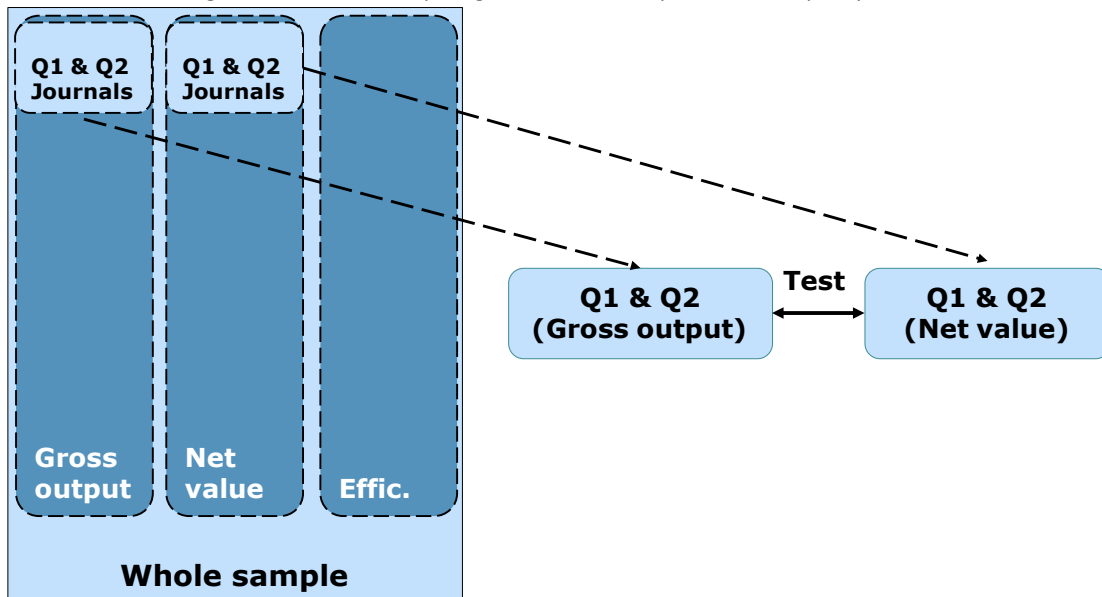 Q1 & Q2
Journals
Q1 & Q2
Journals
Test
Q1 & Q2
(Gross output)
Q1 & Q2
(Net value)
Gross
output
Net
value
Effic.
Whole sample